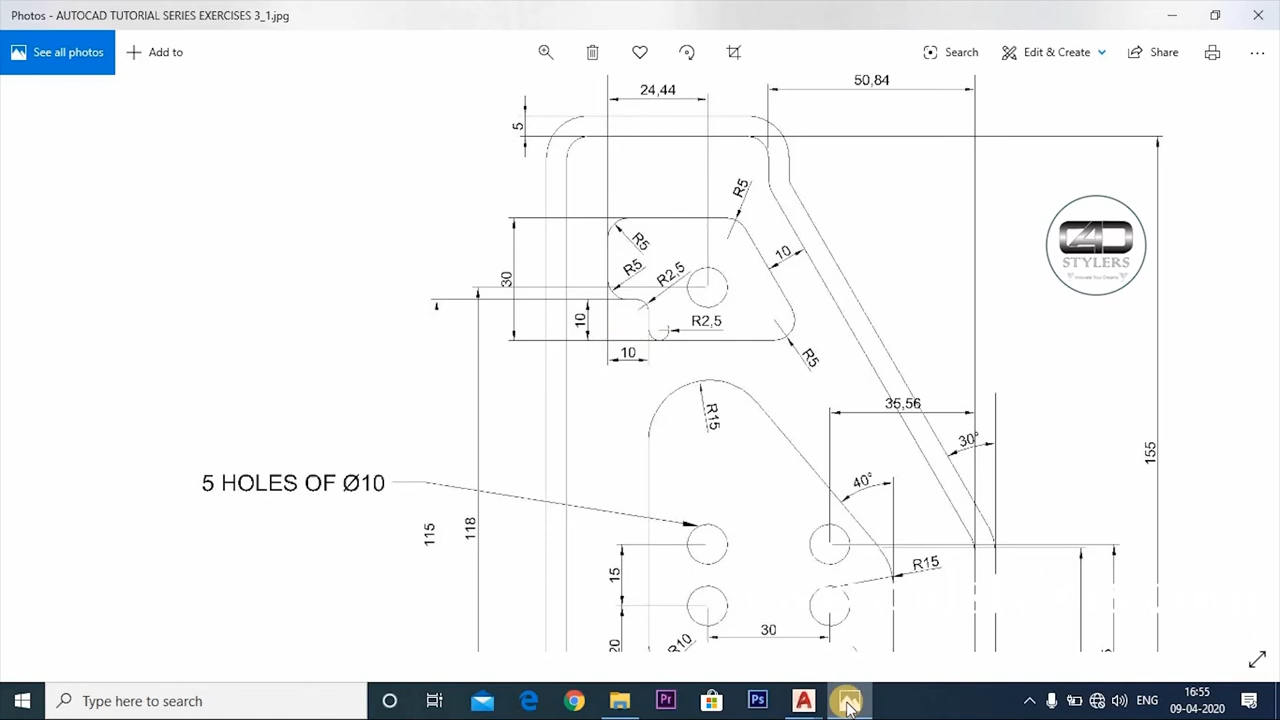 Photos - AUTOCAD TUTORIAL SERIES EXERCISES 3_1.jpg
See all photos
Add to
Search
Edit & Create
Share
24,44
50,84
5
R5
R5
10
R5
R2,5
30
10
R2,5
10
R5
STYLERS
Innovate Your Dreams
R15
35,56
30°
155
40°
5 HOLES OF Ø10
115
118
15
R15
30
20
R10
Type here to search
ENG
16:55
09-04-2020